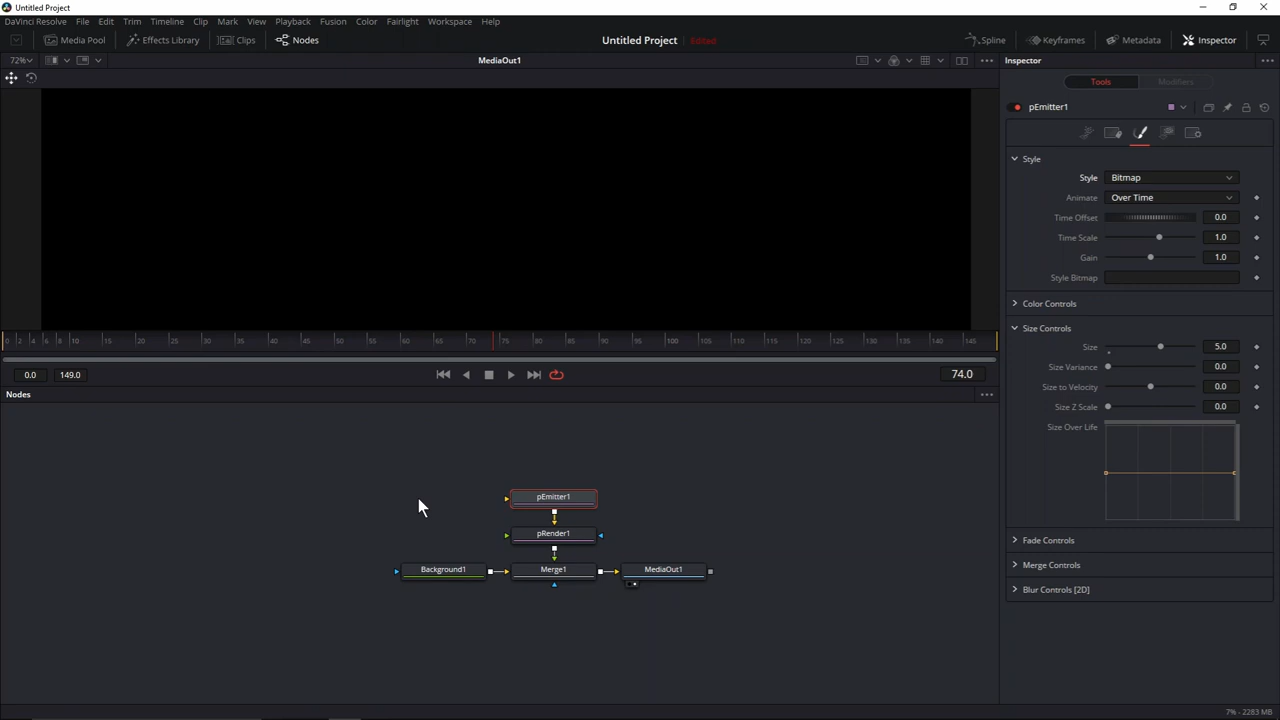 Untitled Project
DaVinci Resolve File Edit Trim Timeline Clip Mark View Playback Fusion Color Fairlight Workspace Help
Media Pool Effects Library Clips Nodes Untitled Project Edited Spline Keyframes Metadata Inspector
72% MediaOut1 Inspector
Tools Modifiers
pEmitter1
Style
Style Bitmap
Animate Over Time
Time Offset 0.0
Time Scale 1.0
Gain 1.0
Style Bitmap
Color Controls
Size Controls
Size 5.0
Size Variance 0.0
Size to Velocity 0.0
Size Z Scale 0.0
Size Over Life
Fade Controls
Merge Controls
Blur Controls [2D]
0 2 4 6 8 10 15 20 25 30 35 40 45 50 55 60 65 70 75 80 85 90 95 100 105 110 115 120 125 130 135 140 145
0.0 149.0 74.0
Nodes
pEmitter1
pRender1
Background1 Merge1 MediaOut1
7% - 2283 MB